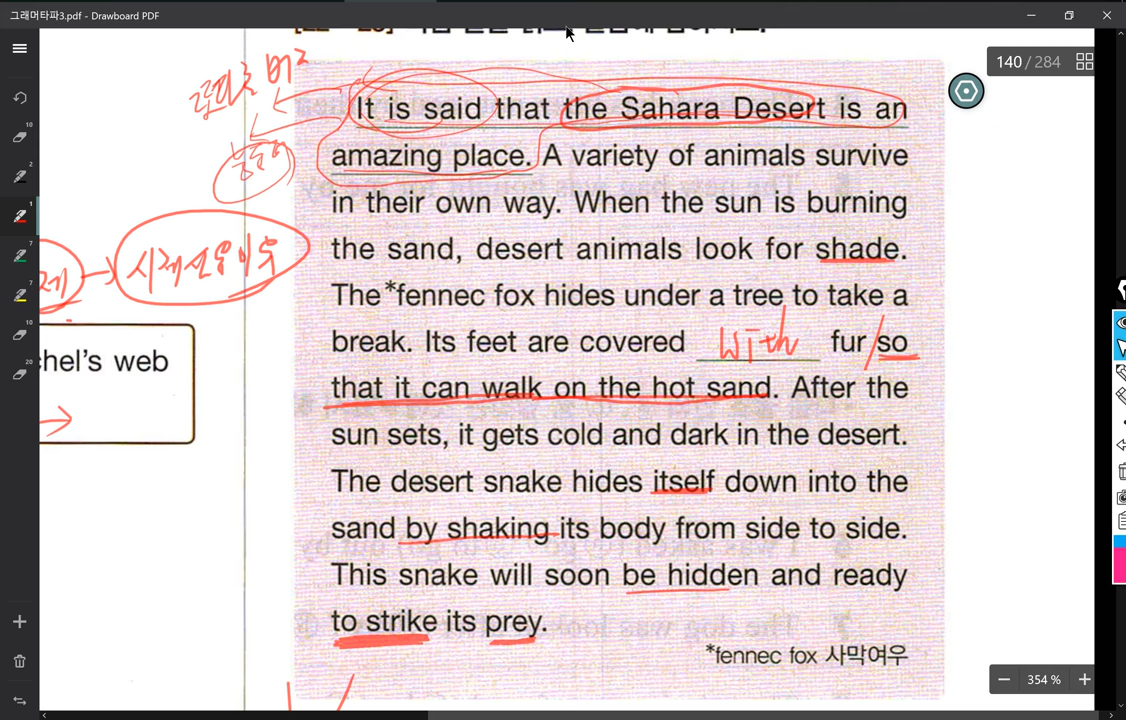 그래머타파3.pdf - Drawboard PDF
140 / 284
It is said that the Sahara Desert is an
amazing place. A variety of animals survive
in their own way. When the sun is burning
the sand, desert animals look for shade.
The *fennec fox hides under a tree to take a
break. Its feet are covered with fur / so
that it can walk on the hot sand. After the
sun sets, it gets cold and dark in the desert.
The desert snake hides itself down into the
sand by shaking its body from side to side.
This snake will soon be hidden and ready
to strike its prey.
*fennec fox 사막여우
hel's web
10
2
1
7
7
10
20
354 %